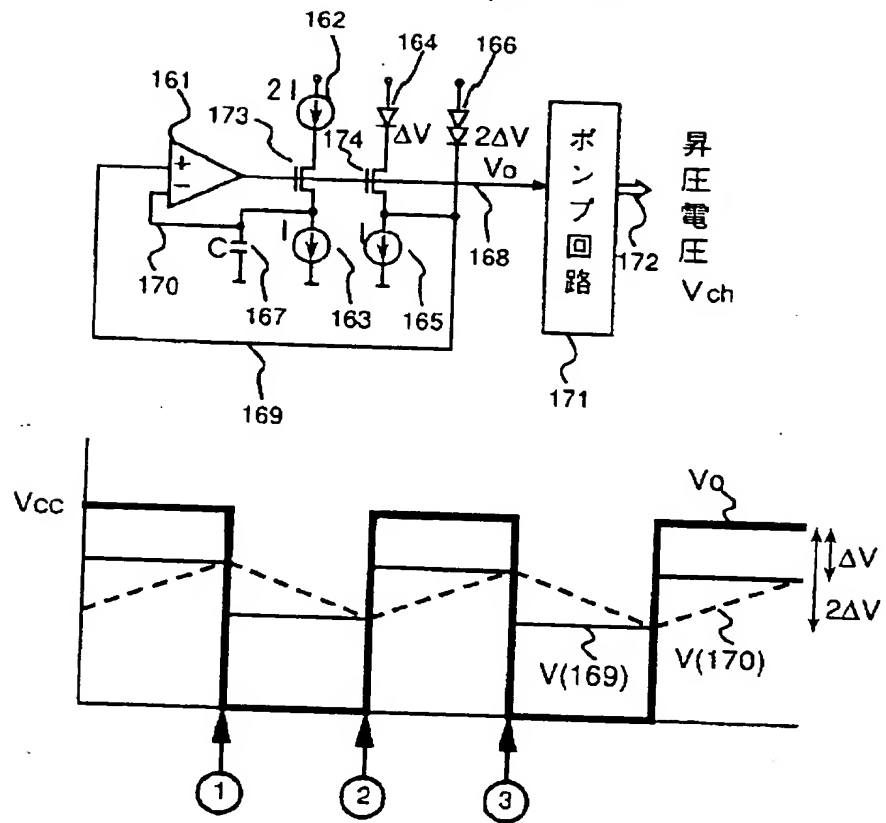 162
164
166
161
2I
173
174
ΔV
2ΔV
Vo
+
−
I
I
C
170
167
163
165
168
169
ポンプ回路
171
172
昇圧電圧
Vch
Vcc
Vo
ΔV
2ΔV
V(169)
V(170)
①
②
③